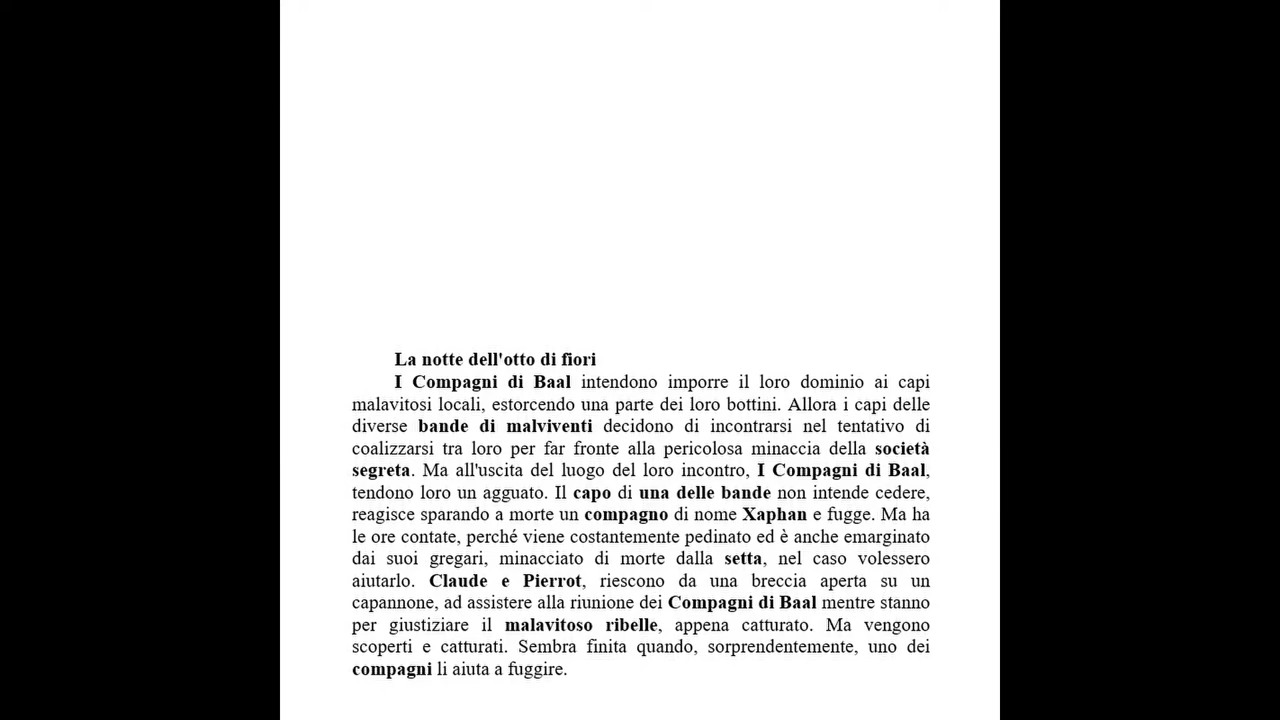 La notte dell'otto di fiori
I Compagni di Baal intendono imporre il loro dominio ai capi
malavitosi locali, estorcendo una parte dei loro bottini. Allora i capi delle
diverse bande di malviventi decidono di incontrarsi nel tentativo di
coalizzarsi tra loro per far fronte alla pericolosa minaccia della società
segreta. Ma all'uscita del luogo del loro incontro, I Compagni di Baal,
tendono loro un agguato. Il capo di una delle bande non intende cedere,
reagisce sparando a morte un compagno di nome Xaphan e fugge. Ma ha
le ore contate, perché viene costantemente pedinato ed è anche emarginato
dai suoi gregari, minacciato di morte dalla setta, nel caso volessero
aiutarlo. Claude e Pierrot, riescono da una breccia aperta su un
capannone, ad assistere alla riunione dei Compagni di Baal mentre stanno
per giustiziare il malavitoso ribelle, appena catturato. Ma vengono
scoperti e catturati. Sembra finita quando, sorprendentemente, uno dei
compagni li aiuta a fuggire.